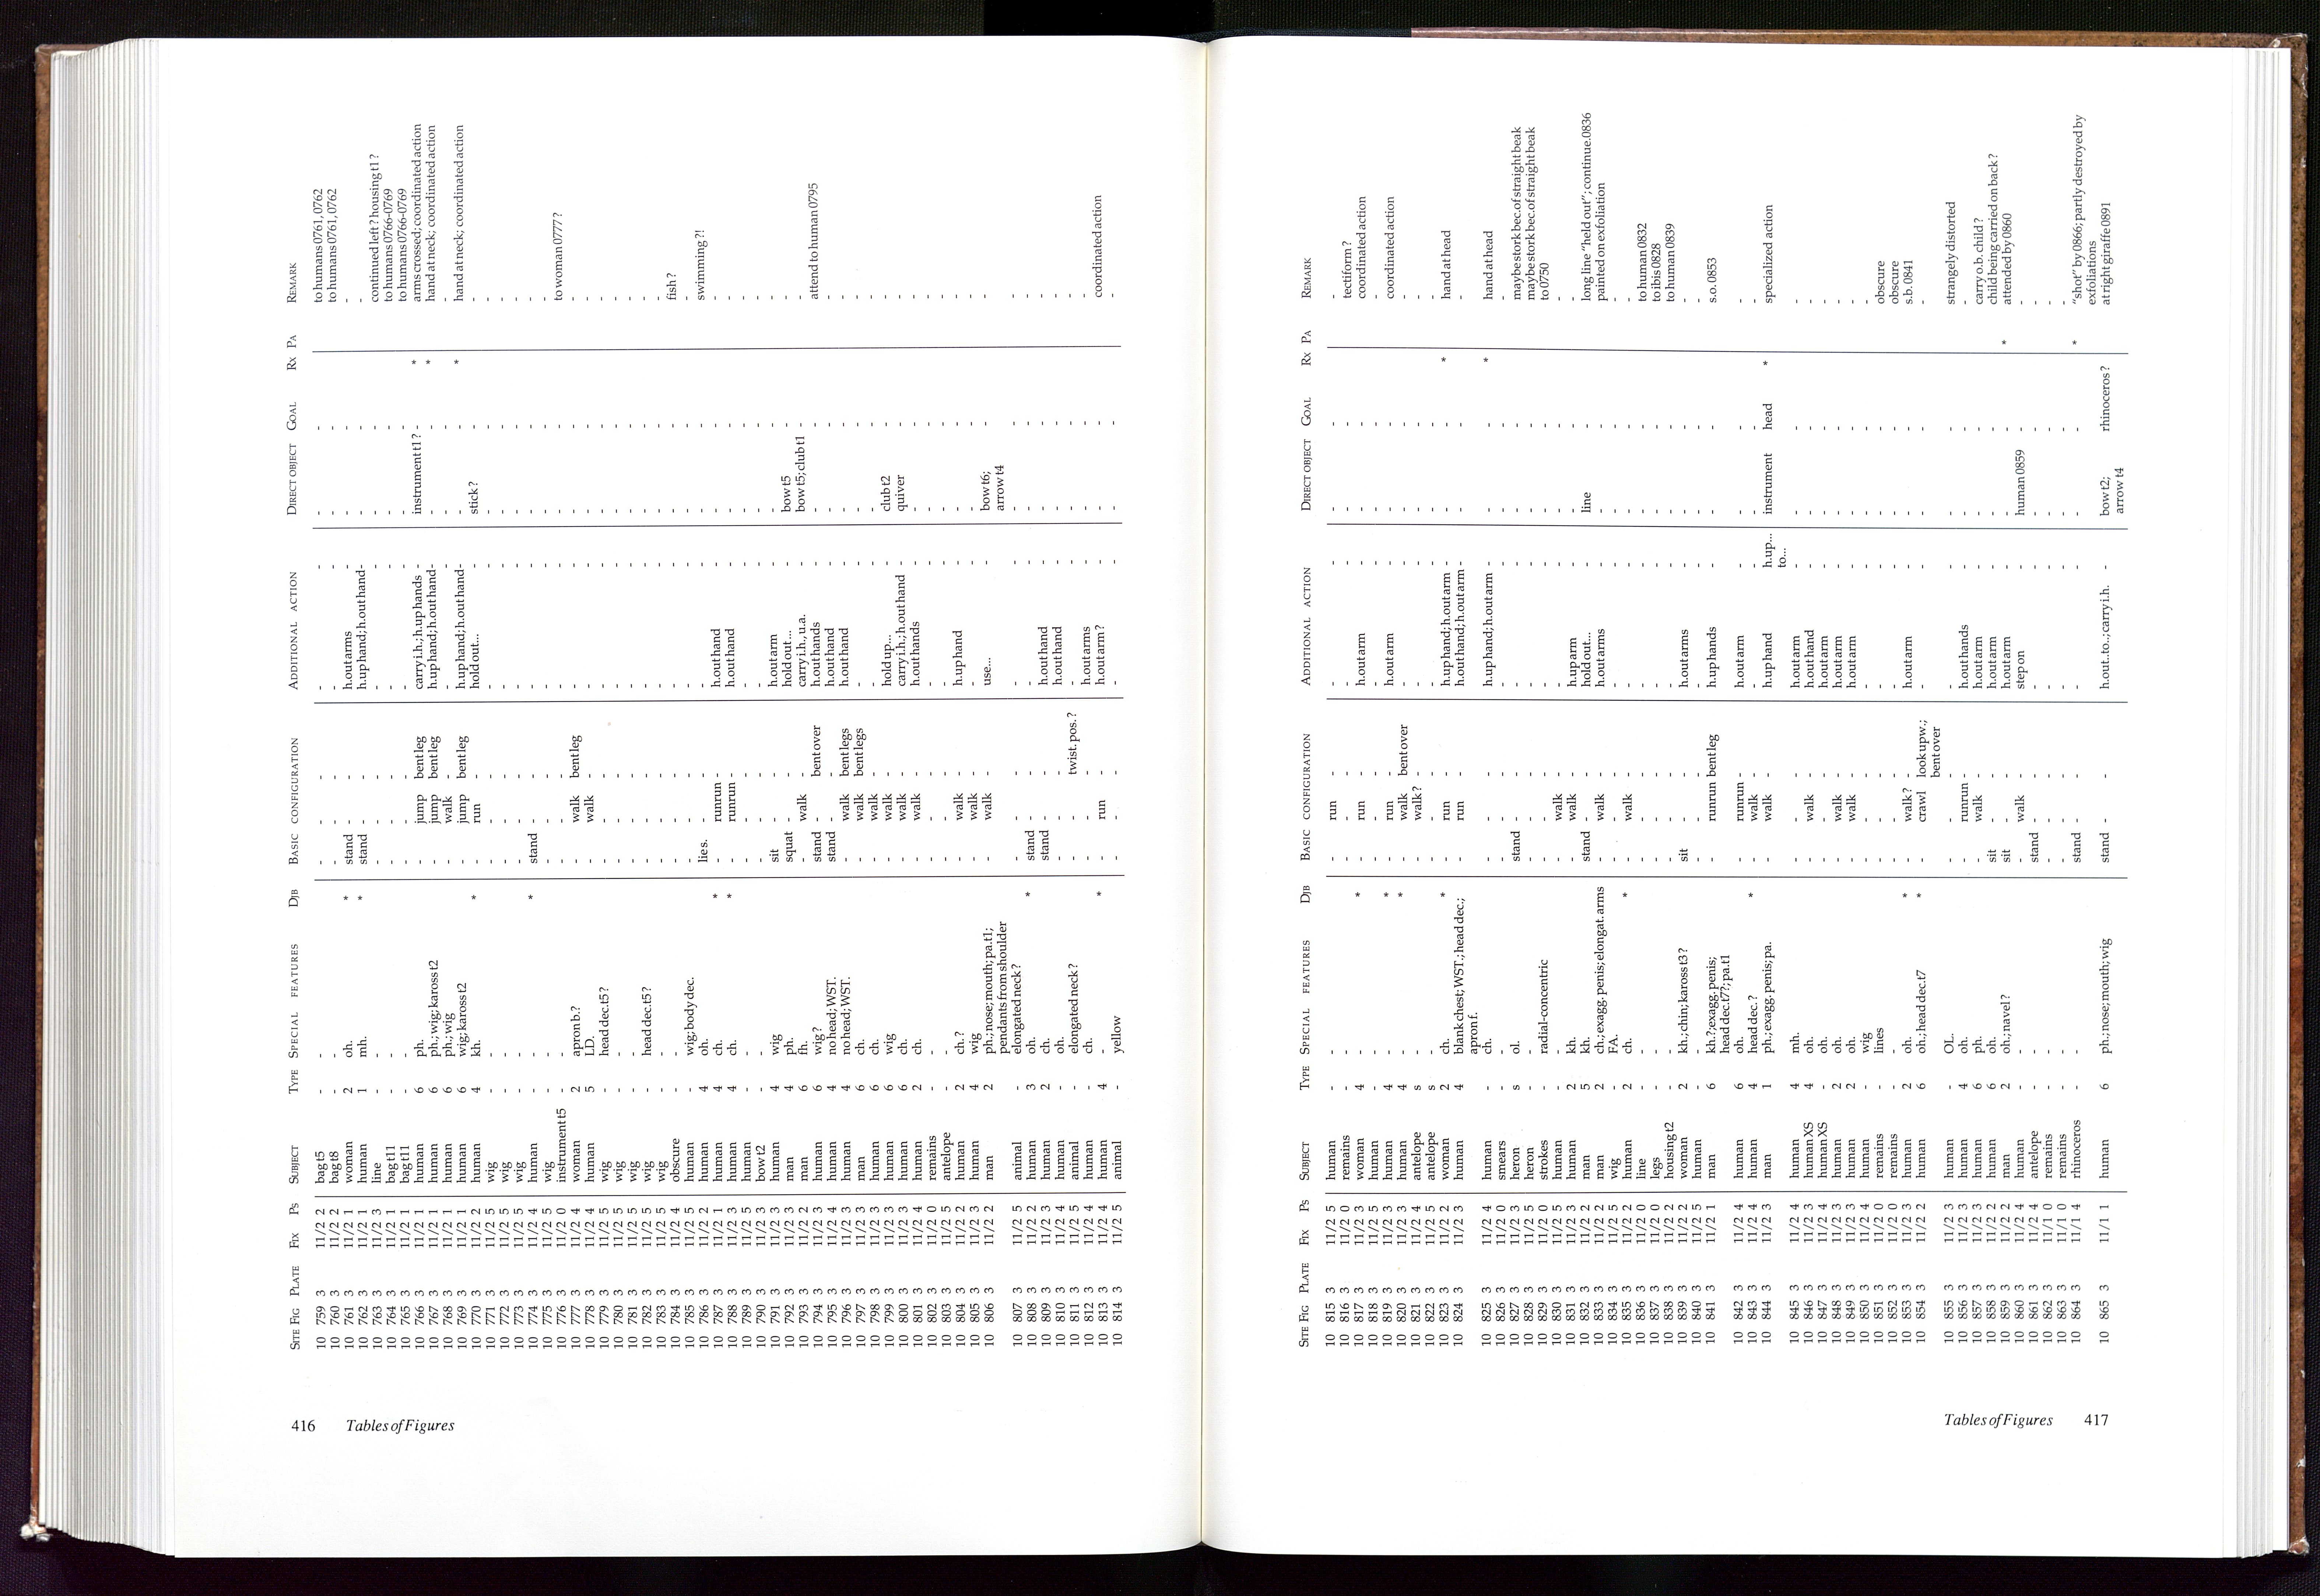 416 Tables of Figures
SITE FIG PLATE FIX PS SUBJECT TYPE SPECIAL FEATURES DJB BASIC CONFIGURATION ADDITIONAL ACTION DIRECT OBJECT GOAL RX PA REMARK
10 759 3 11/2 2 bag t5 - - - - - - - - - to humans 0761, 0762
10 760 3 11/2 2 bag t8 - - - - - - - - - to humans 0761, 0762
10 761 3 11/2 1 woman 2 oh. * stand - - h.out arms - - - -
10 762 3 11/2 1 human 1 mh. * stand - - h.up hand; h.out hand - - - -
10 763 3 11/2 3 line - - - - - - - - - continued left? housing t1?
10 764 3 11/2 1 bag t11 - - - - - - - - - to humans 0766-0769
10 765 3 11/2 1 bag t11 - - - - - - - - - to humans 0766-0769
10 766 3 11/2 1 human 6 ph. - jump bent leg carry i.h.; h.up hands - instrument t1? - * arms crossed; coordinated action
10 767 3 11/2 1 human 6 ph.; wig; kaross t2 - jump bent leg h.up hand; h.out hand - - - * hand at neck; coordinated action
10 768 3 11/2 1 human 6 ph.; wig - walk - - - - - -
10 769 3 11/2 1 human 6 wig; kaross t2 - jump bent leg h.up hand; h.out hand - - - * hand at neck; coordinated action
10 770 3 11/2 2 human 4 kh. * - run - hold out... - stick? - -
10 771 3 11/2 5 wig - - - - - - - - - -
10 772 3 11/2 5 wig - - - - - - - - - -
10 773 3 11/2 5 wig - - - - - - - - - -
10 774 3 11/2 4 human - - * stand - - - - - - -
10 775 3 11/2 5 wig - - - - - - - - - -
10 776 3 11/2 0 instrument t5 - - - - - - - - - to woman 0777?
10 777 3 11/2 4 woman 2 apron b.? - walk bent leg - - - - -
10 778 3 11/2 4 human 5 LD. - walk - - - - - -
10 779 3 11/2 5 wig - head dec.t5? - - - - - - - -
10 780 3 11/2 5 wig - - - - - - - - - -
10 781 3 11/2 5 wig - - - - - - - - - -
10 782 3 11/2 5 wig - head dec.t5? - - - - - - - -
10 783 3 11/2 5 wig - - - - - - - - - -
10 784 3 11/2 4 obscure - - - - - - - - - fish?
10 785 3 11/2 5 human - wig; body dec. - - - - - - - -
10 786 3 11/2 2 human 4 oh. lies. - - - - - - swimming?!
10 787 3 11/2 1 human 4 ch. * - runrun - h.out hand - - - -
10 788 3 11/2 3 human 4 ch. * - runrun - h.out hand - - - -
10 789 3 11/2 5 human - - - - - - - - - -
10 790 3 11/2 3 bow t2 - - - - - - - - - -
10 791 3 11/2 3 human 4 wig sit - - h.out arm - - - -
10 792 3 11/2 3 man 4 ph. squat - - hold out... - bow t5 - -
10 793 3 11/2 2 man 6 fh. - walk - carry i.h., u.a. - bow t5; club t1 - -
10 794 3 11/2 3 human 6 wig? stand - bent over h.out hands - - - attend to human 0795
10 795 3 11/2 4 human 4 no head; WST. stand - - h.out hand - - - -
10 796 3 11/2 3 human 4 no head; WST. - walk bent legs h.out hand - - - -
10 797 3 11/2 3 man 6 ch. - walk bent legs - - - - -
10 798 3 11/2 3 human 6 ch. - walk - - - - - -
10 799 3 11/2 3 human 6 wig - walk - hold up... - club t2 - -
10 800 3 11/2 3 human 6 ch. - walk - carry i.h.; h.out hand - quiver - -
10 801 3 11/2 4 human 2 ch. - walk - h.out hands - - - -
10 802 3 11/2 0 remains - - - - - - - - - -
10 803 3 11/2 5 antelope - - - - - - - - - -
10 804 3 11/2 2 human 2 ch.? - walk - h.up hand - - - -
10 805 3 11/2 3 human 4 wig - walk - - - - - -
10 806 3 11/2 2 man 2 ph.; nose; mouth; pa.t1; - walk - use... - bow t6; - -
pendants from shoulder arrow t4
10 807 3 11/2 5 animal - elongated neck? - - - - - - - -
10 808 3 11/2 2 human 3 oh. * stand - - - - - - -
10 809 3 11/2 3 human 2 ch. stand - - h.out hand - - - -
10 810 3 11/2 4 human - oh. - - - h.out hand - - - -
10 811 3 11/2 5 animal - elongated neck? - - twist. pos.? - - - - -
10 812 3 11/2 4 human - ch. - - - h.out arms - - - -
10 813 3 11/2 4 human 4 - * - run - h.out arm? - - - coordinated action
10 814 3 11/2 5 animal - yellow - - - - - - - -
SITE FIG PLATE FIX PS SUBJECT TYPE SPECIAL FEATURES DJB BASIC CONFIGURATION ADDITIONAL ACTION DIRECT OBJECT GOAL RX PA REMARK
10 815 3 11/2 5 human - - - run - - - - - -
10 816 3 11/2 0 remains - - - - - - - - - tectiform?
10 817 3 11/2 3 woman 4 - * - run - h.out arm - - - coordinated action
10 818 3 11/2 5 human - - - - - - - - - -
10 819 3 11/2 3 human 4 - * - run - h.out arm - - - coordinated action
10 820 3 11/2 3 human 4 - * - walk bent over - - - - -
10 821 3 11/2 4 antelope s - - walk? - - - - - -
10 822 3 11/2 5 antelope s - - - - - - - - -
10 823 3 11/2 2 woman 2 ch. * - run - h.up hand; h.out arm - - - * hand at head
10 824 3 11/2 3 human 4 blank chest; WST.; head dec.; - run - h.out hand; h.out arm - - - -
apron f.
10 825 3 11/2 4 human - ch. - - - h.up hand; h.out arm - - - * hand at head
10 826 3 11/2 0 smears - - - - - - - - - -
10 827 3 11/2 3 heron s ol. stand - - - - - - maybe stork bec. of straight beak
10 828 3 11/2 5 heron - - - - - - - - - maybe stork bec. of straight beak
10 829 3 11/2 0 strokes - radial-concentric - - - - - - - to 0750
10 830 3 11/2 5 human - - - walk - - - - - -
10 831 3 11/2 3 human 2 kh. - walk - h.up arm - - - -
10 832 3 11/2 2 man 5 kh. stand - - hold out... - line - long line "held out"; continue.0836
10 833 3 11/2 2 man 2 ch.; exagg. penis; elongat. arms - walk - h.out arms - - - painted on exfoliation
10 834 3 11/2 5 wig - FA. - - - - - - - -
10 835 3 11/2 2 human 2 ch. * - walk - - - - - -
10 836 3 11/2 0 line - - - - - - - - - to human 0832
10 837 3 11/2 0 legs - - - - - - - - - to ibis 0828
10 838 3 11/2 2 housing t2 - - - - - - - - - to human 0839
10 839 3 11/2 2 woman 2 kh.; chin; kaross t3? sit - - h.out arms - - - -
10 840 3 11/2 5 human - - - - - - - - - -
10 841 3 11/2 1 man 6 kh.?; exagg. penis; - runrun bent leg h.up hands - - - s.o. 0853
head dec.t7?; pa.t1
10 842 3 11/2 4 human 6 oh. - runrun - h.out arm - - - -
10 843 3 11/2 4 human 4 head dec.? * - walk - - - - - -
10 844 3 11/2 3 man 1 ph.; exagg. penis; pa. - walk - h.up hand h.up... instrument head * specialized action
to...
10 845 3 11/2 4 human 4 mh. - - - h.out arm - - - -
10 846 3 11/2 3 human XS 4 oh. - walk - h.out hand - - - -
10 847 3 11/2 4 human XS - oh. - - - h.out arm - - - -
10 848 3 11/2 3 human 2 oh. - walk - h.out arm - - - -
10 849 3 11/2 3 human 2 oh. - walk - h.out arm - - - -
10 850 3 11/2 4 human - wig - - - - - - - -
10 851 3 11/1 0 remains - lines - - - - - - - obscure
10 852 3 11/1 0 remains - - - - - - - - - obscure
10 853 3 11/2 3 human 2 oh. * - walk? - h.out arm - - - s.b. 0841
10 854 3 11/2 2 human 6 oh.; head dec.t7 * - crawl look upw.; - - - - -
bent over
10 855 3 11/2 3 human - OL. - - - - - - - strangely distorted
10 856 3 11/2 3 human 4 oh. - runrun - h.out hands - - - -
10 857 3 11/2 3 human 6 ph. - walk - h.out arm - - - carry o.b. child?
10 858 3 11/2 2 human 6 oh. sit - - h.out arm - - - child being carried on back?
10 859 3 11/2 2 man 2 oh.; navel? sit - - h.out arm - - - * attended by 0860
10 860 3 11/2 4 human - - - walk - step on - human 0859 - -
10 861 3 11/2 4 antelope - - stand - - - - - - -
10 862 3 11/1 0 remains - - - - - - - - - -
10 863 3 11/1 0 remains - - - - - - - - - -
10 864 3 11/1 4 rhinoceros - - stand - - - - - - * "shot" by 0866; partly destroyed by
exfoliations
10 865 3 11/1 1 human 6 ph.; nose; mouth; wig stand - - h.out..to..; carry i.h. - bow t2; rhinoceros? at right giraffe 0891
arrow t4
Tables of Figures 417